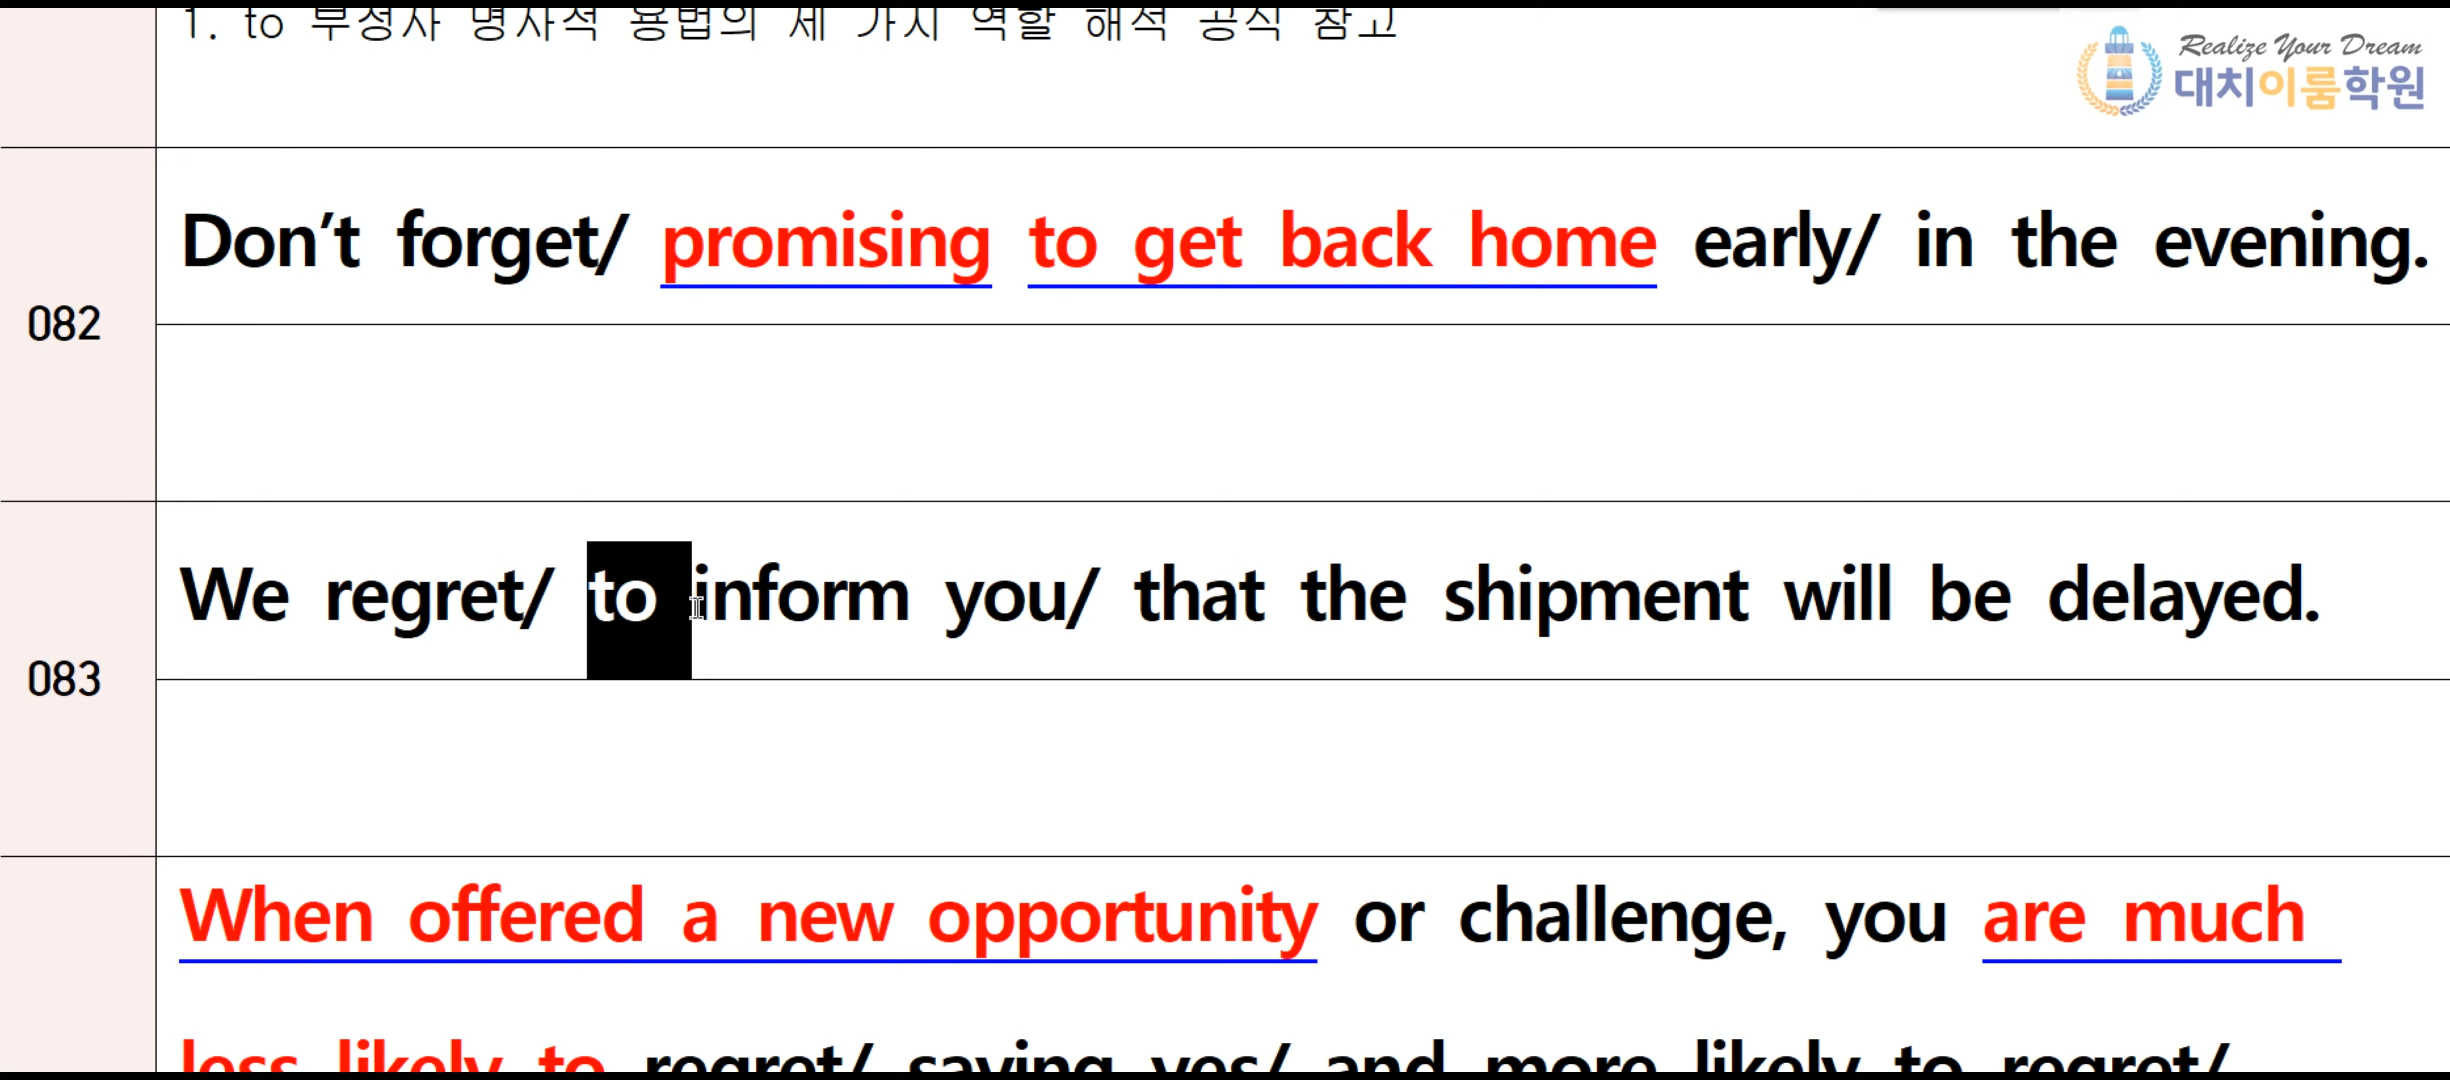 1. to 부정사 명사적 용법의 세 가지 역할 해석 공식 참고
Realize Your Dream
대치이룸학원
082
Don't forget/ promising to get back home early/ in the evening.
083
We regret/ to inform you/ that the shipment will be delayed.
When offered a new opportunity or challenge, you are much
less likely to regret/ saying yes/ and more likely to regret/